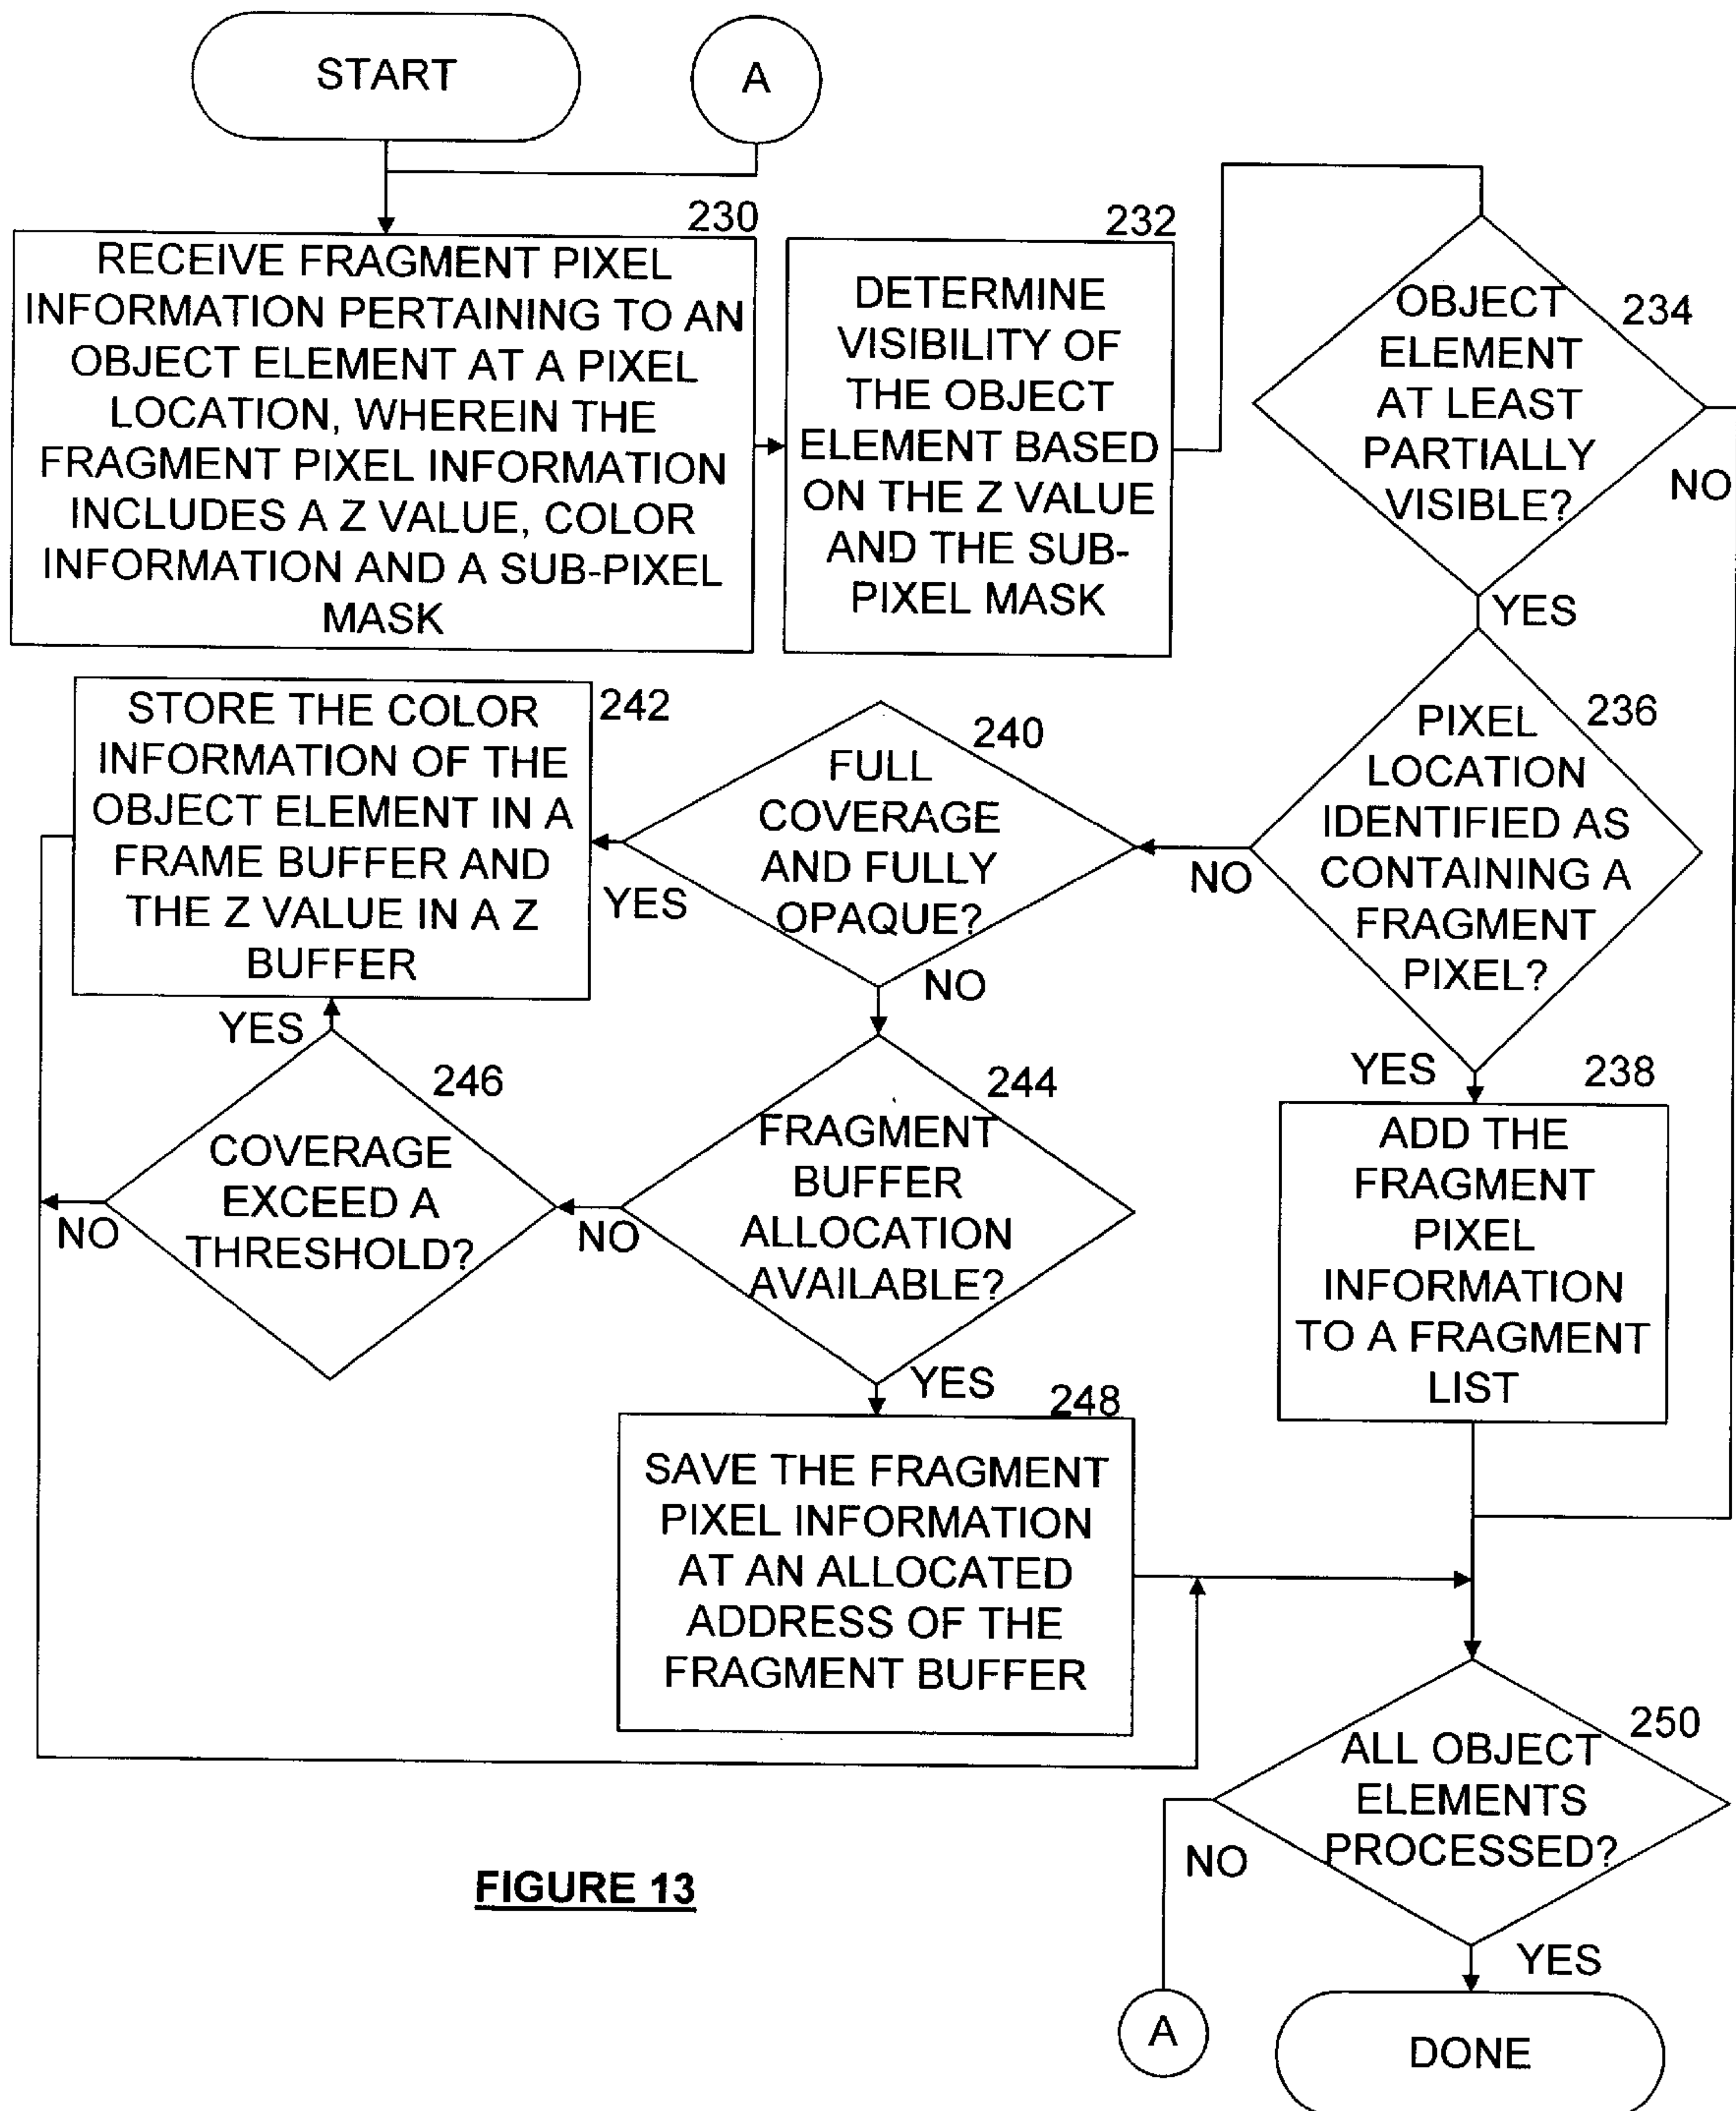 START
A
230
RECEIVE FRAGMENT PIXEL
INFORMATION PERTAINING TO AN
OBJECT ELEMENT AT A PIXEL
LOCATION, WHEREIN THE
FRAGMENT PIXEL INFORMATION
INCLUDES A Z VALUE, COLOR
INFORMATION AND A SUB-PIXEL
MASK
232
DETERMINE
VISIBILITY OF
THE OBJECT
ELEMENT BASED
ON THE Z VALUE
AND THE SUB-
PIXEL MASK
234
OBJECT
ELEMENT
AT LEAST
PARTIALLY
VISIBLE?
NO
YES
236
PIXEL
LOCATION
IDENTIFIED AS
CONTAINING A
FRAGMENT
PIXEL?
NO
YES
240
FULL
COVERAGE
AND FULLY
OPAQUE?
YES
NO
242
STORE THE COLOR
INFORMATION OF THE
OBJECT ELEMENT IN A
FRAME BUFFER AND
THE Z VALUE IN A Z
BUFFER
YES
246
COVERAGE
EXCEED A
THRESHOLD?
NO
244
FRAGMENT
BUFFER
ALLOCATION
AVAILABLE?
NO
YES
238
ADD THE
FRAGMENT
PIXEL
INFORMATION
TO A FRAGMENT
LIST
248
SAVE THE FRAGMENT
PIXEL INFORMATION
AT AN ALLOCATED
ADDRESS OF THE
FRAGMENT BUFFER
250
ALL OBJECT
ELEMENTS
PROCESSED?
NO
YES
A
DONE
FIGURE 13